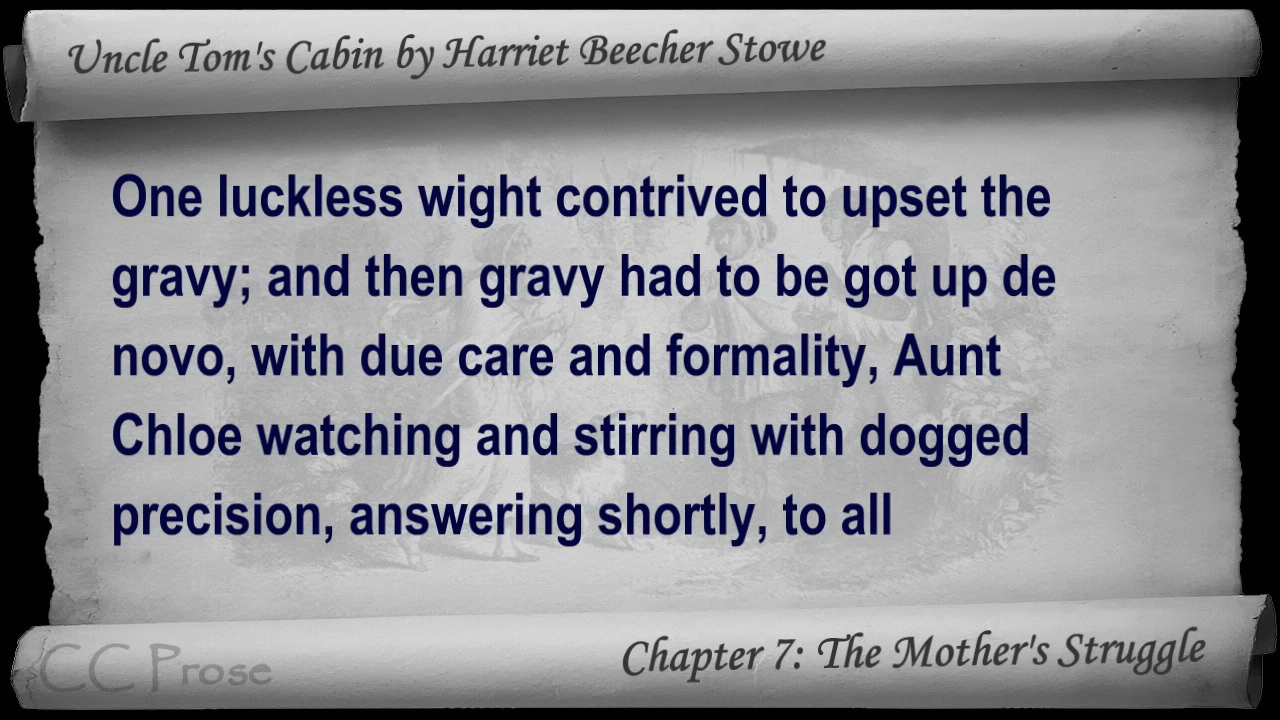 Uncle Tom's Cabin by Harriet Beecher Stowe
One luckless wight contrived to upset the
gravy; and then gravy had to be got up de
novo, with due care and formality, Aunt
Chloe watching and stirring with dogged
precision, answering shortly, to all
CC Prose
Chapter 7: The Mother's Struggle